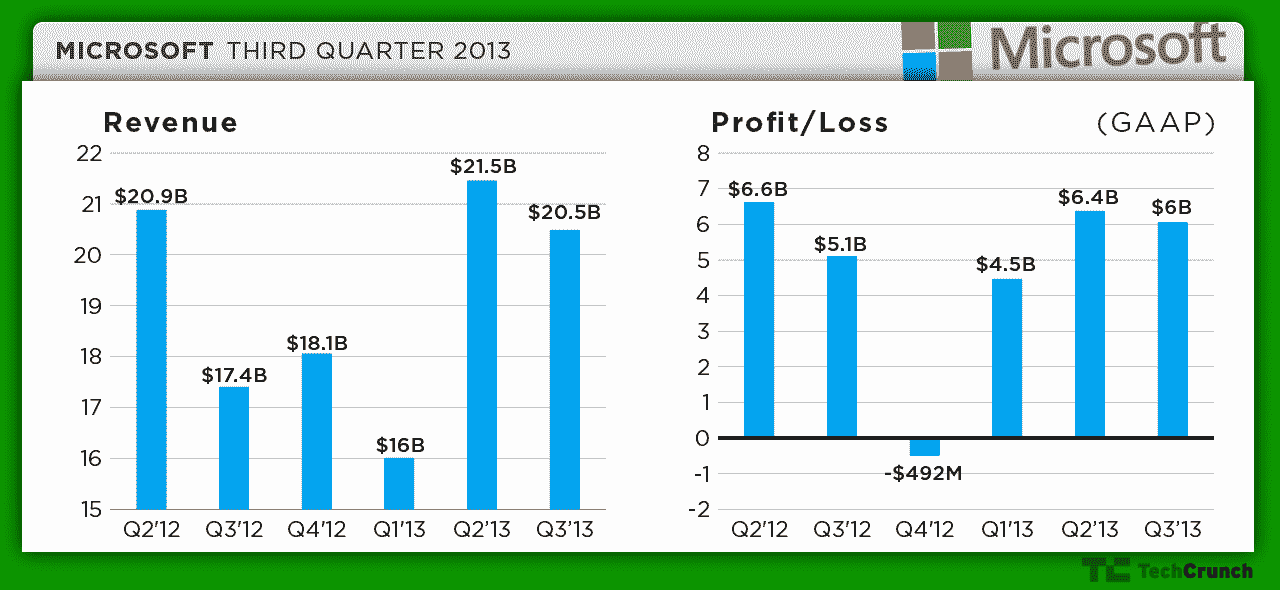 MICROSOFT THIRD QUARTER 2013
Microsoft
Revenue
22
21
20
19
18
17
16
15
$20.9B
$17.4B
$18.1B
$16B
$21.5B
$20.5B
Q2'12
Q3'12
Q4'12
Q1'13
Q2'13
Q3'13
Profit/Loss
(GAAP)
8
7
6
5
4
3
2
1
0
-1
-2
$6.6B
$5.1B
-$492M
$4.5B
$6.4B
$6B
Q2'12
Q3'12
Q4'12
Q1'13
Q2'13
Q3'13
TC TechCrunch